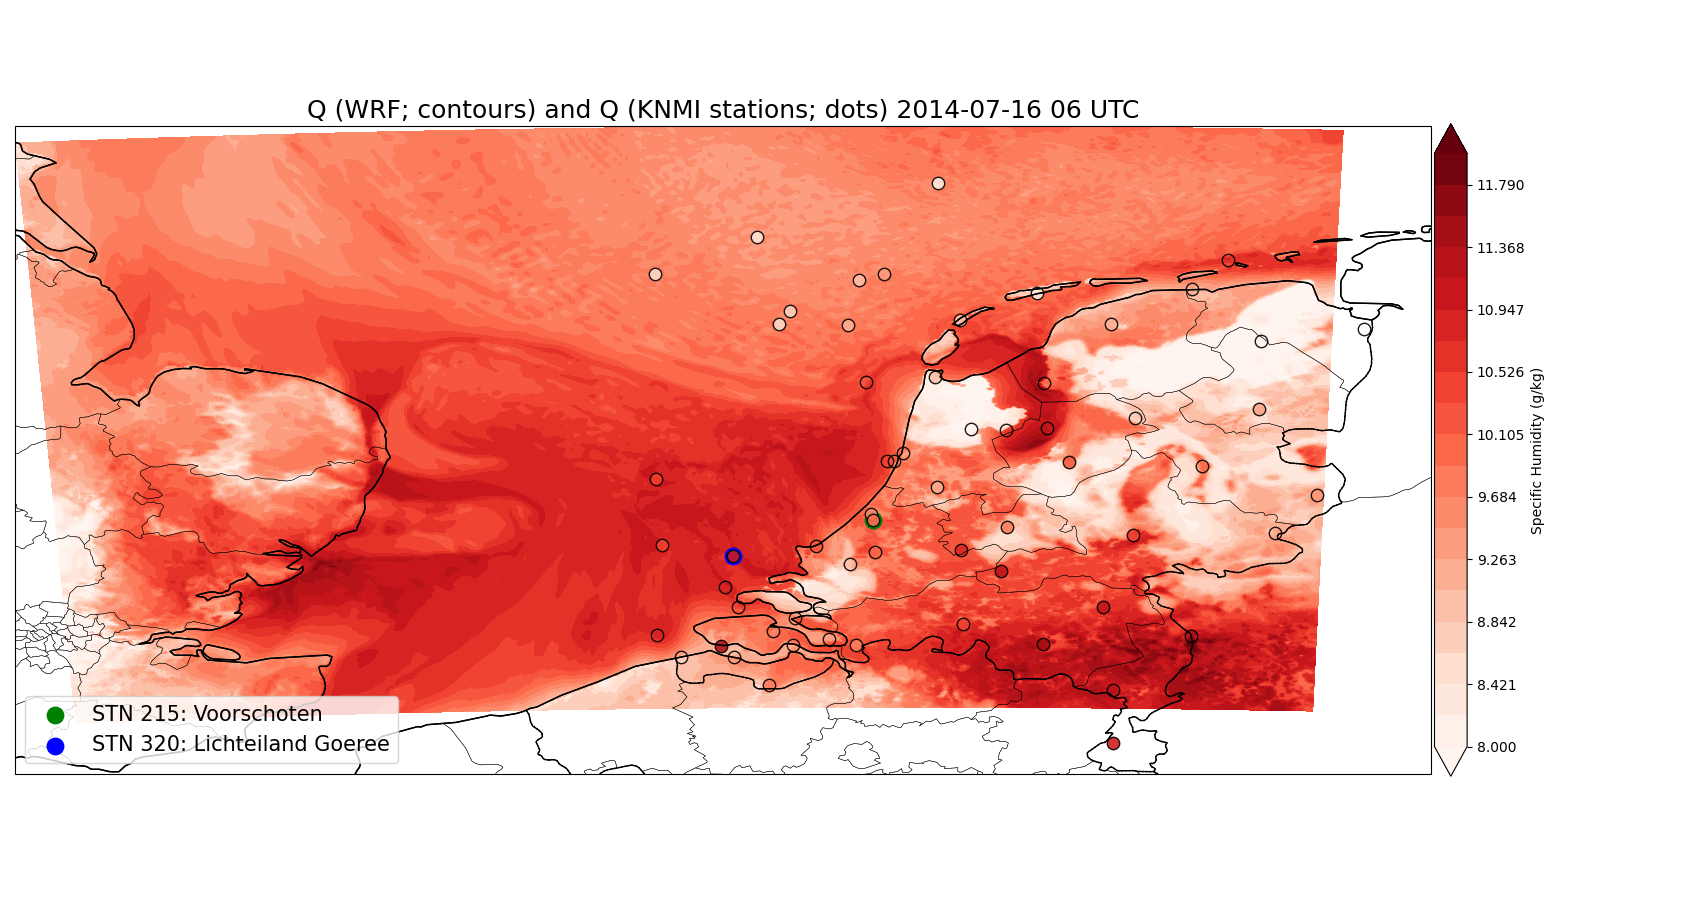 Q (WRF; contours) and Q (KNMI stations; dots) 2014-07-16 06 UTC
11.790
11.368
10.947
10.526
10.105
9.684
9.263
8.842
8.421
8.000
Specific Humidity (g/kg)
STN 215: Voorschoten
STN 320: Lichteiland Goeree